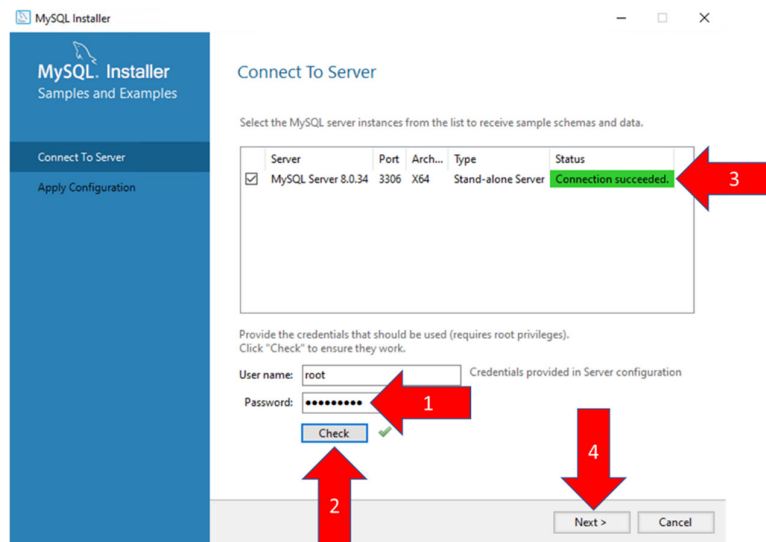 MySQL Installer
MySQL. Installer
Samples and Examples
Connect To Server
Apply Configuration
Connect To Server
Select the MySQL server instances from the list to receive sample schemas and data.
Server Port Arch... Type Status
MySQL Server 8.0.34 3306 X64 Stand-alone Server Connection succeeded.
3
Provide the credentials that should be used (requires root privileges).
Click "Check" to ensure they work.
User name: root Credentials provided in Server configuration
Password: ●●●●●●●●●
1
Check
2
4
Next > Cancel